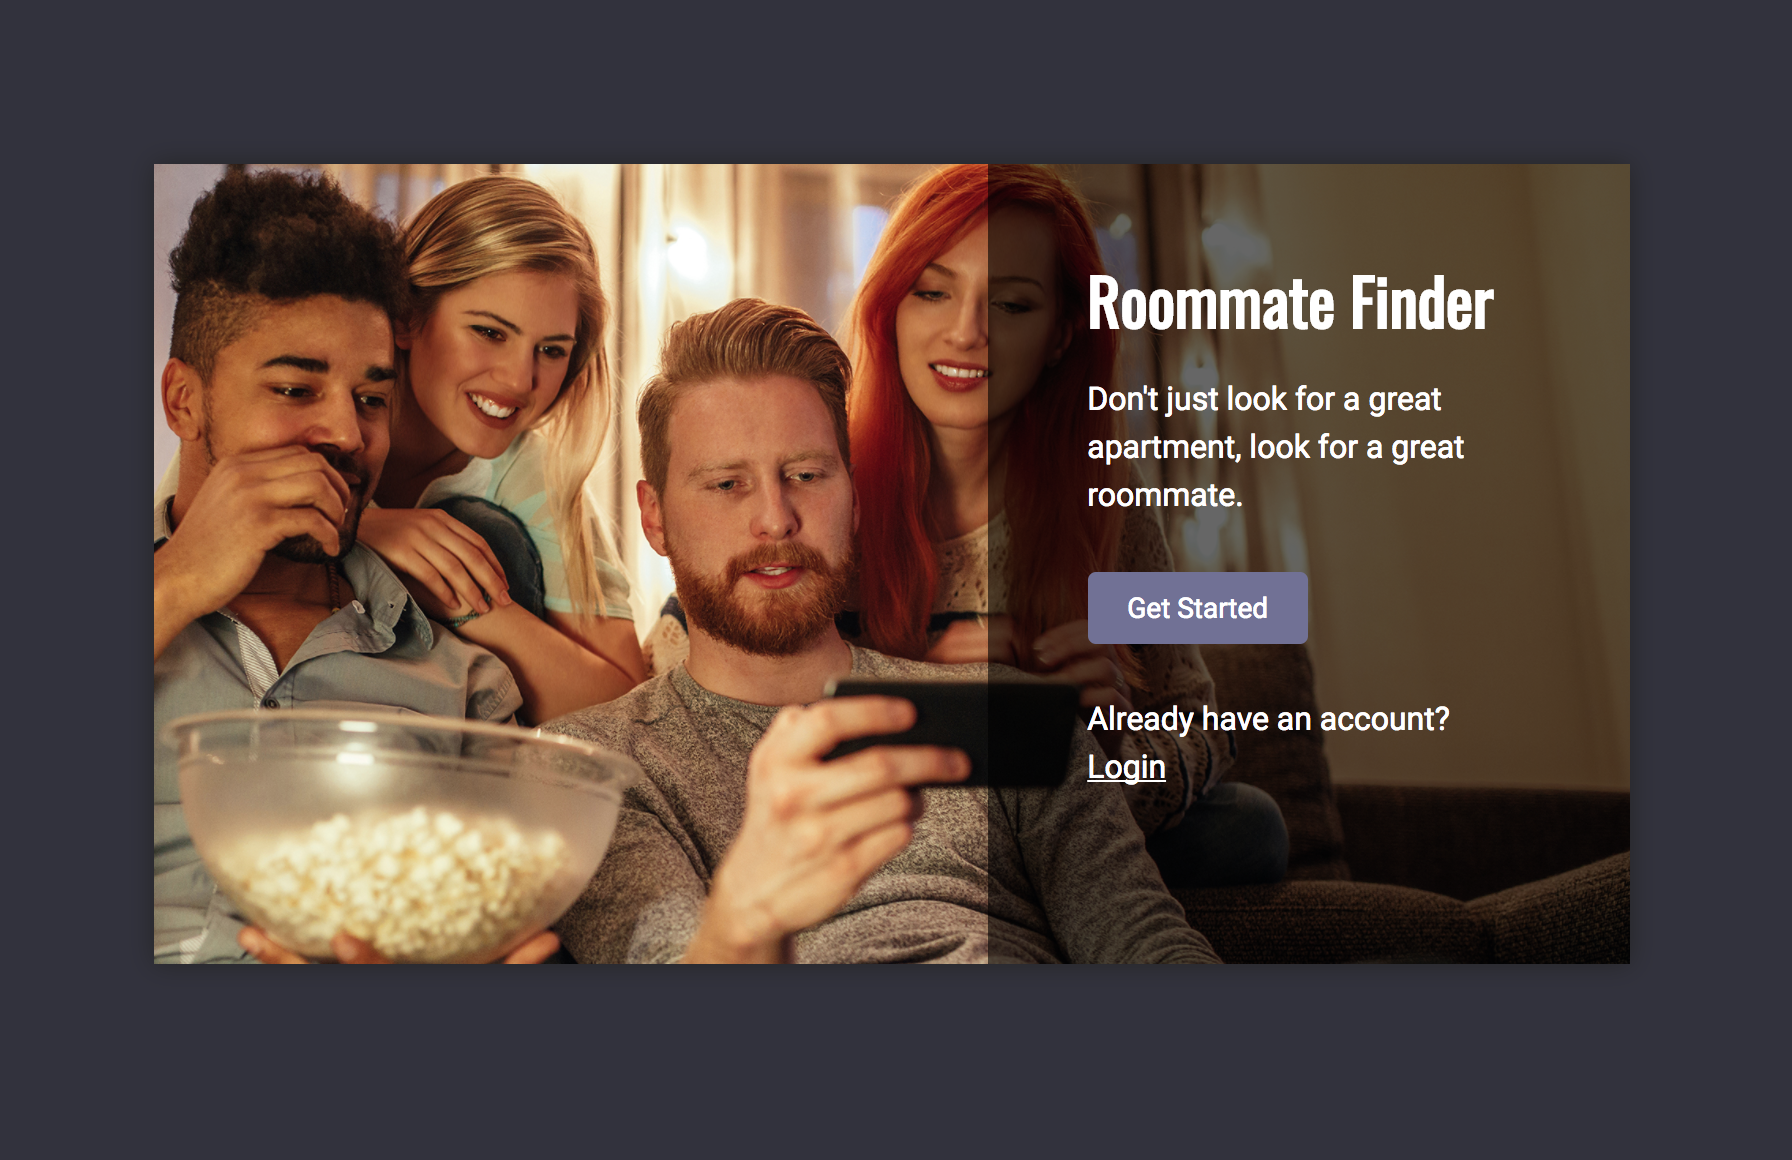 Roommate Finder
Don't just look for a great
apartment, look for a great
roommate.
Get Started
Already have an account?
Login